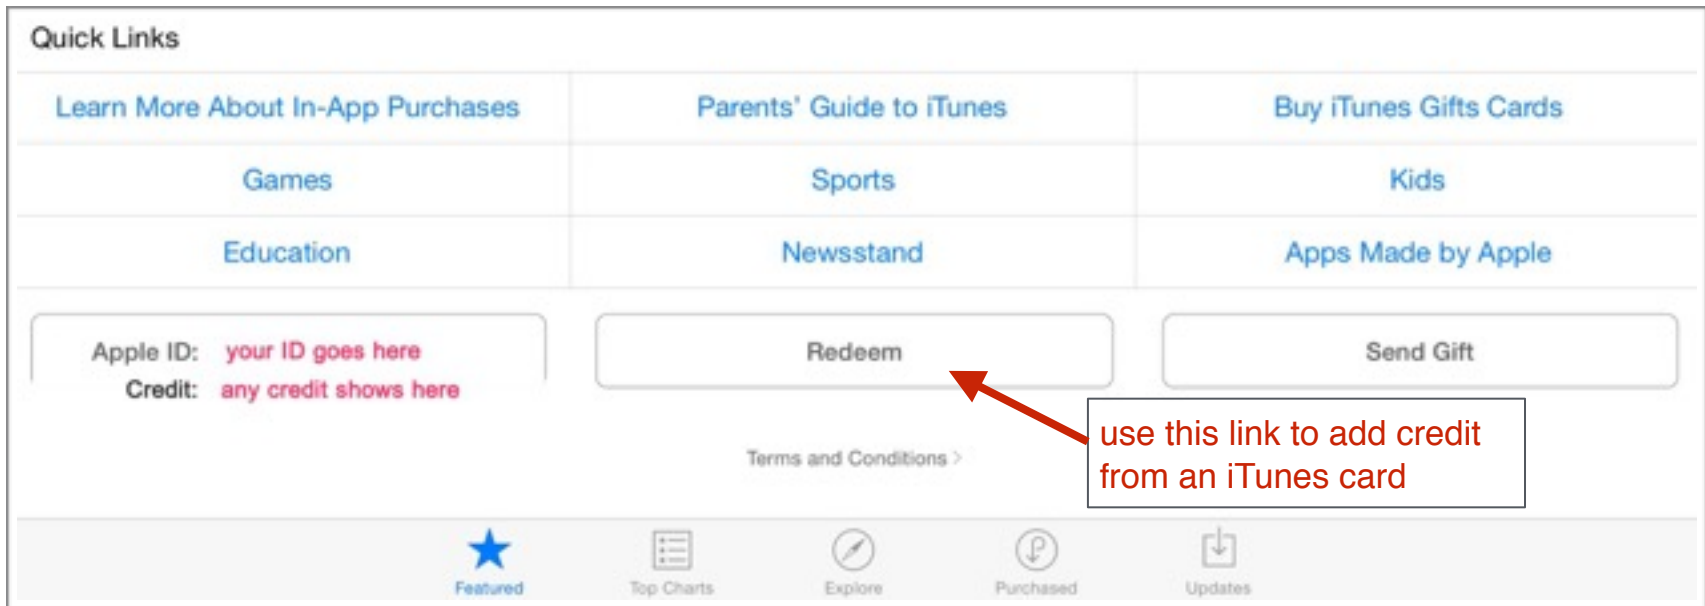 Quick Links
Learn More About In-App Purchases
Parents' Guide to iTunes
Buy iTunes Gifts Cards
Games
Sports
Kids
Education
Newsstand
Apps Made by Apple
Apple ID: your ID goes here
Credit: any credit shows here
Redeem
Send Gift
use this link to add credit
from an iTunes card
Terms and Conditions >
Featured
Top Charts
Explore
Purchased
Updates